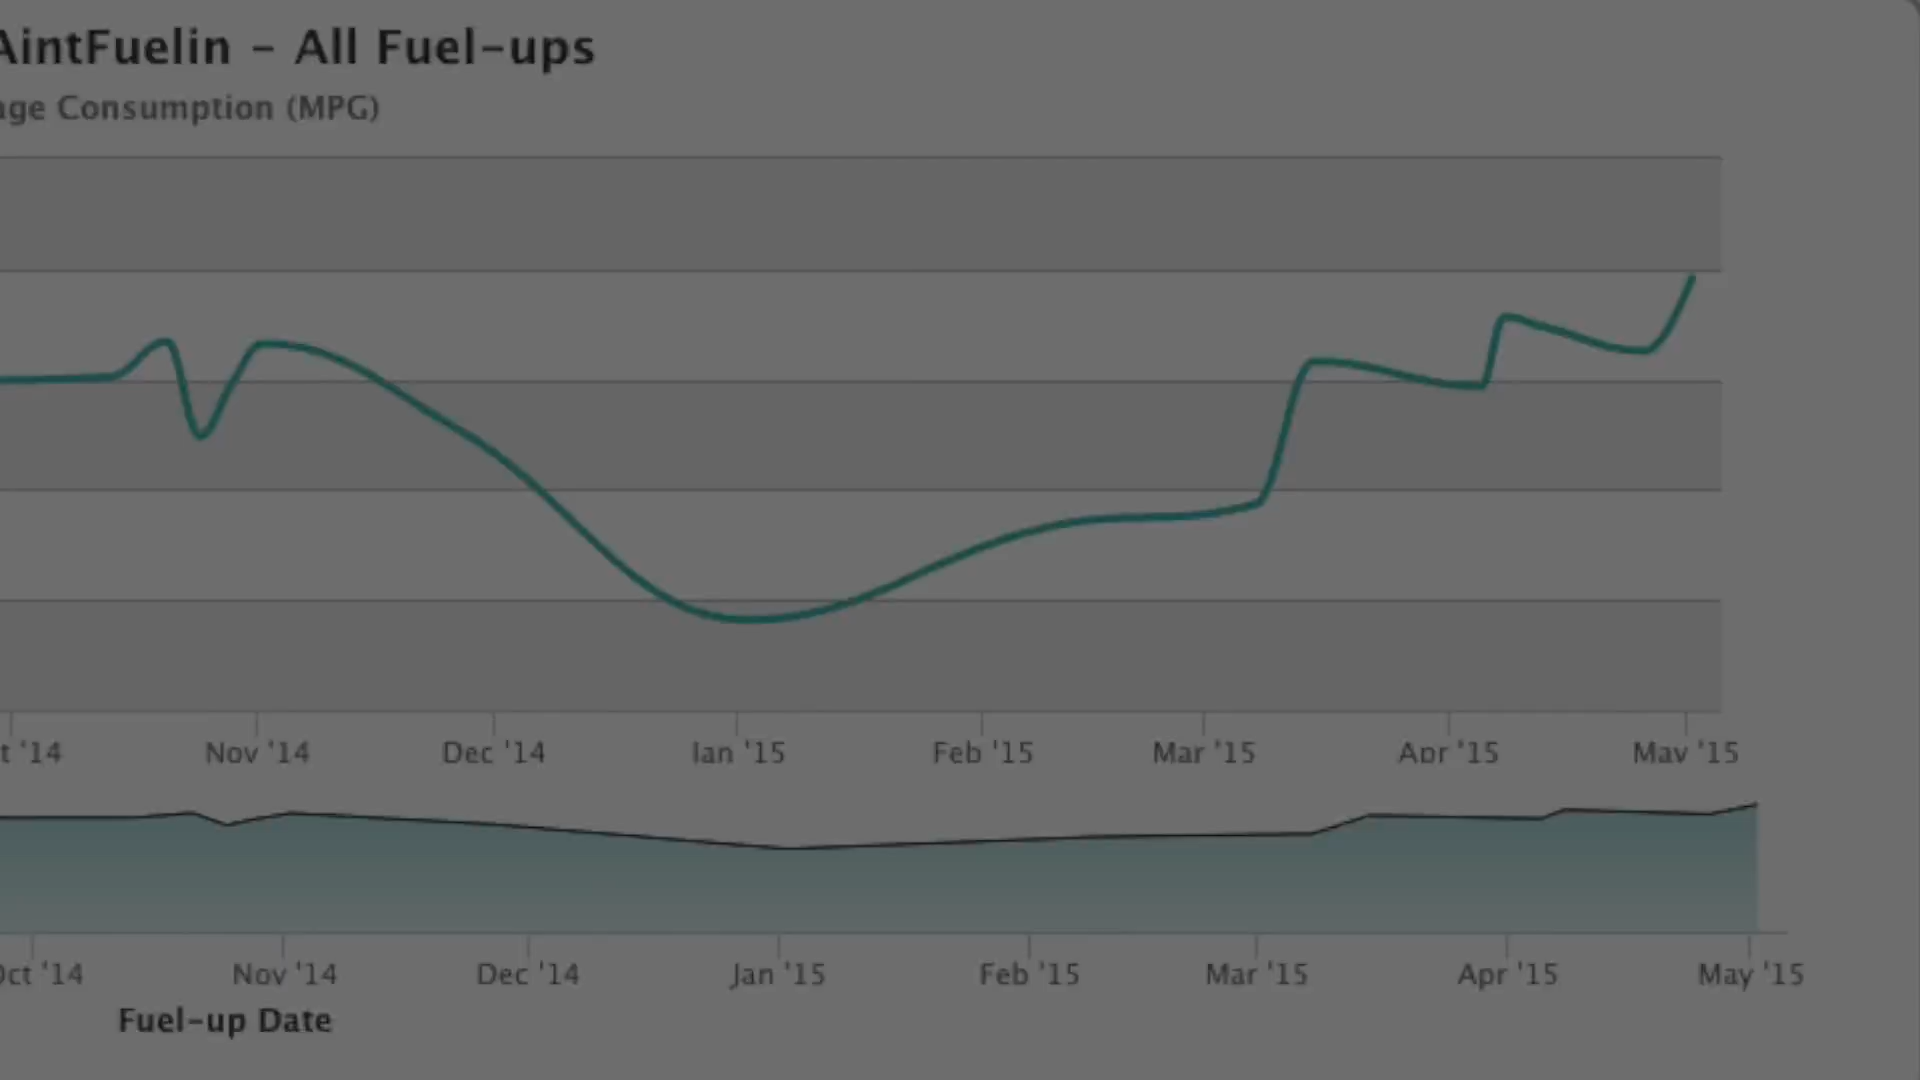 AintFuelin - All Fuel-ups
age Consumption (MPG)
t '14 Nov '14 Dec '14 Jan '15 Feb '15 Mar '15 Apr '15 May '15
Oct '14 Nov '14 Dec '14 Jan '15 Feb '15 Mar '15 Apr '15 May '15
Fuel-up Date